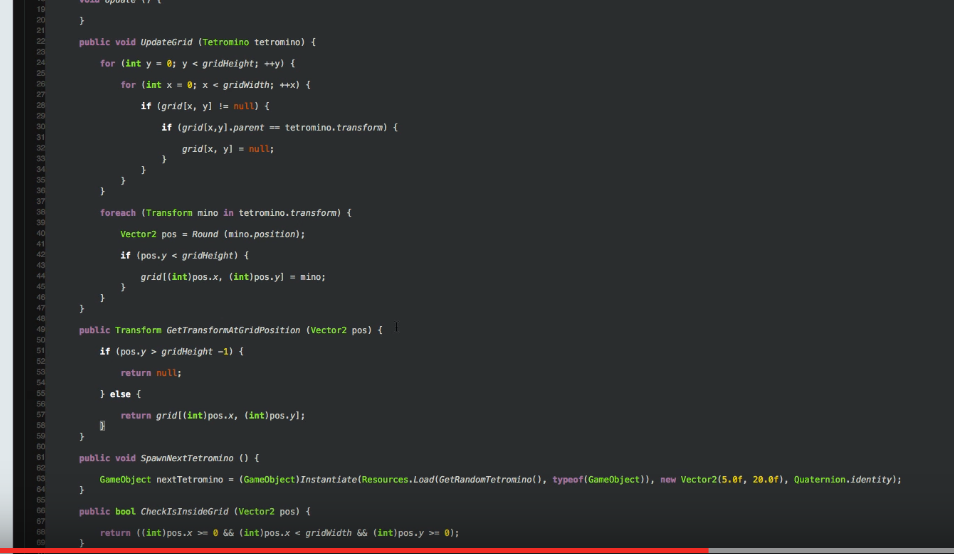 19 void Update () {
20 }
21
22 public void UpdateGrid (Tetromino tetromino) {
23
24 for (int y = 0; y < gridHeight; ++y) {
25
26 for (int x = 0; x < gridWidth; ++x) {
27
28 if (grid[x, y] != null) {
29
30 if (grid[x,y].parent == tetromino.transform) {
31
32 grid[x, y] = null;
33 }
34 }
35 }
36 }
37
38 foreach (Transform mino in tetromino.transform) {
39
40 Vector2 pos = Round (mino.position);
41
42 if (pos.y < gridHeight) {
43
44 grid[(int)pos.x, (int)pos.y] = mino;
45 }
46 }
47 }
48
49 public Transform GetTransformAtGridPosition (Vector2 pos) {
50
51 if (pos.y > gridHeight -1) {
52
53 return null;
54
55 } else {
56
57 return grid[(int)pos.x, (int)pos.y];
58 }
59 }
60
61 public void SpawnNextTetromino () {
62
63 GameObject nextTetromino = (GameObject)Instantiate(Resources.Load(GetRandomTetromino(), typeof(GameObject)), new Vector2(5.0f, 20.0f), Quaternion.identity);
64 }
65
66 public bool CheckIsInsideGrid (Vector2 pos) {
67
68 return ((int)pos.x >= 0 && (int)pos.x < gridWidth && (int)pos.y >= 0);
69 }